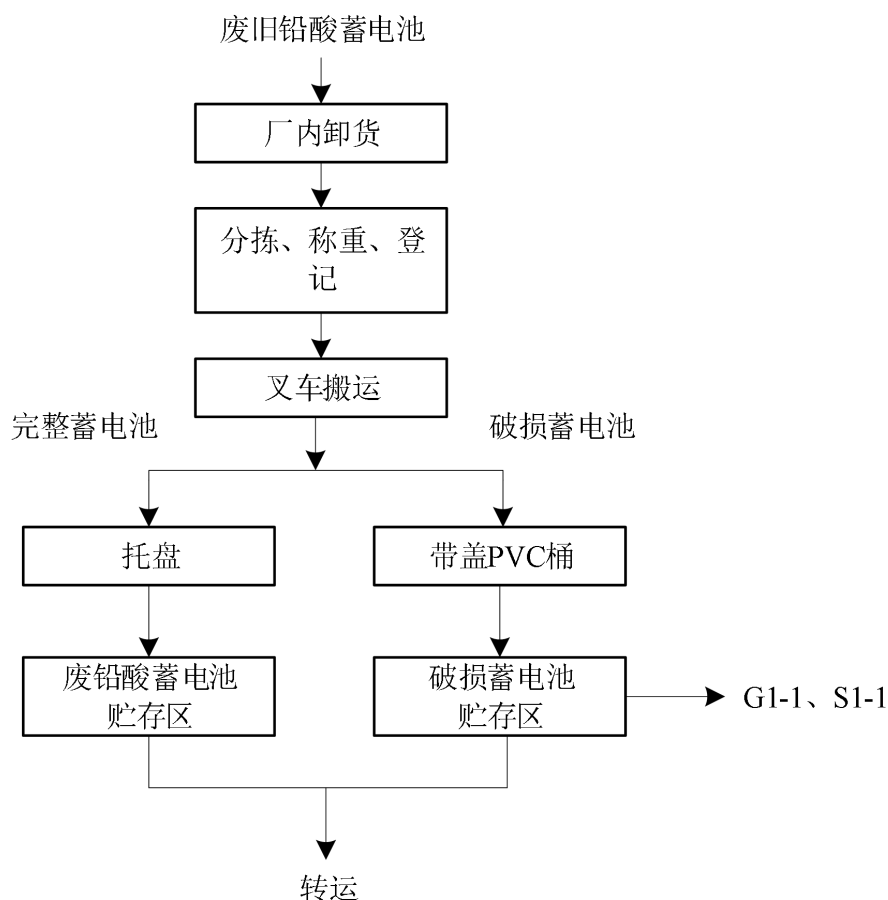 废旧铅酸蓄电池
厂内卸货
分拣、称重、登
记
叉车搬运
完整蓄电池
破损蓄电池
托盘
带盖PVC桶
废铅酸蓄电池
贮存区
破损蓄电池
贮存区
G1-1、S1-1
转运